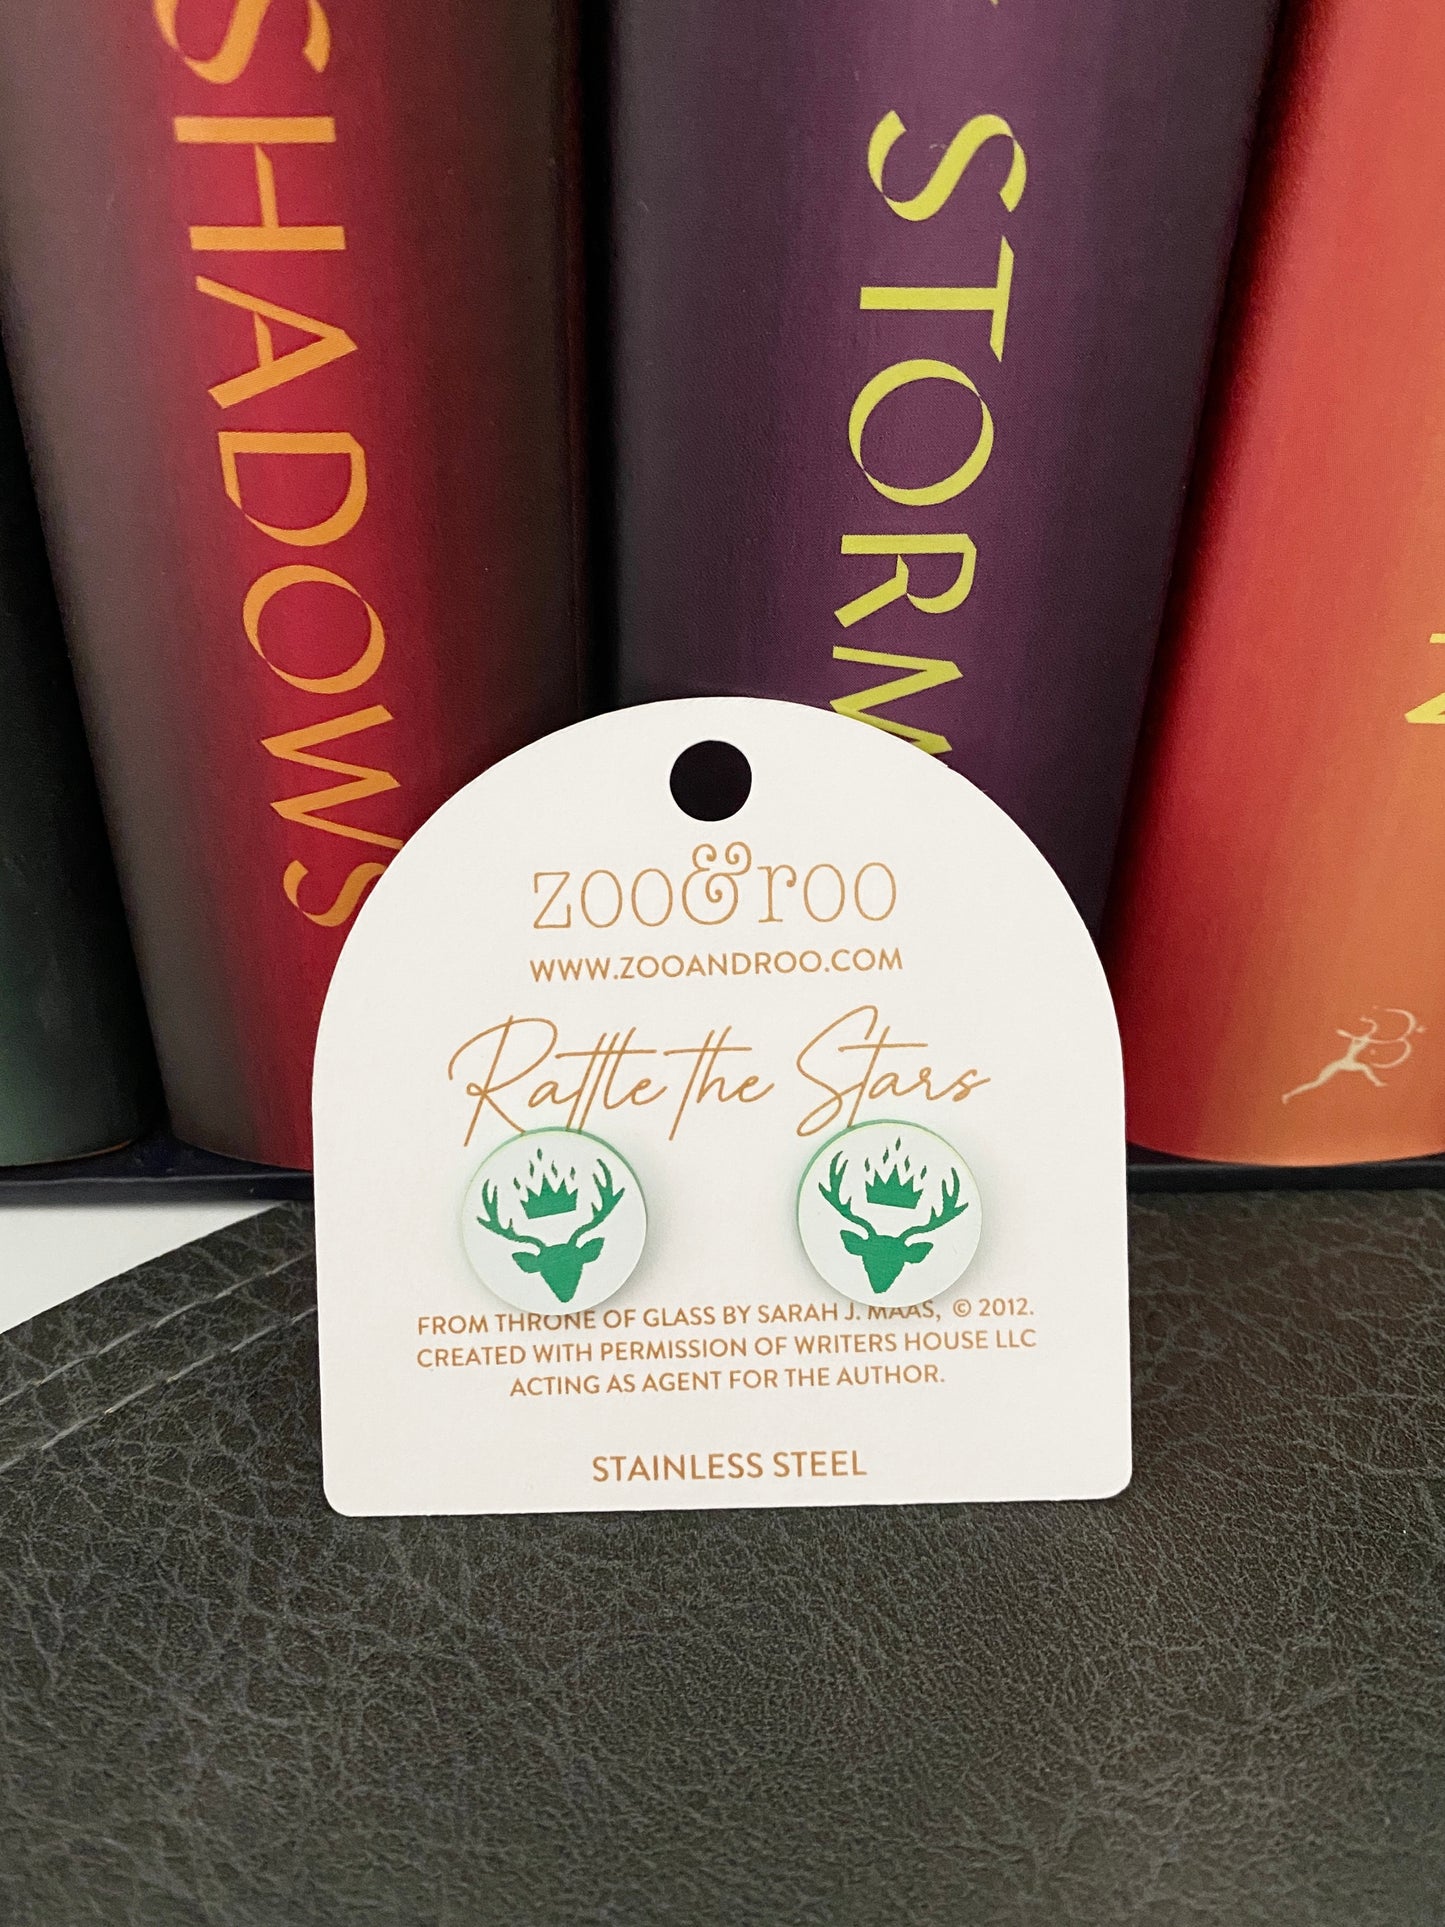 SHADOWS
STORM
zoo&roo
WWW.ZOOANDROO.COM
Rattle the Stars
FROM THRONE OF GLASS BY SARAH J. MAAS, © 2012.
CREATED WITH PERMISSION OF WRITERS HOUSE LLC
ACTING AS AGENT FOR THE AUTHOR.
STAINLESS STEEL